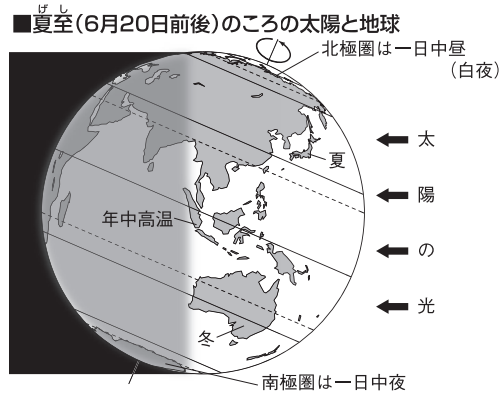 ■夏至(6月20日前後)のころの太陽と地球
げし
北極圏は一日中昼
(白夜)
太
夏
陽
年中高温
の
光
冬
南極圏は一日中夜